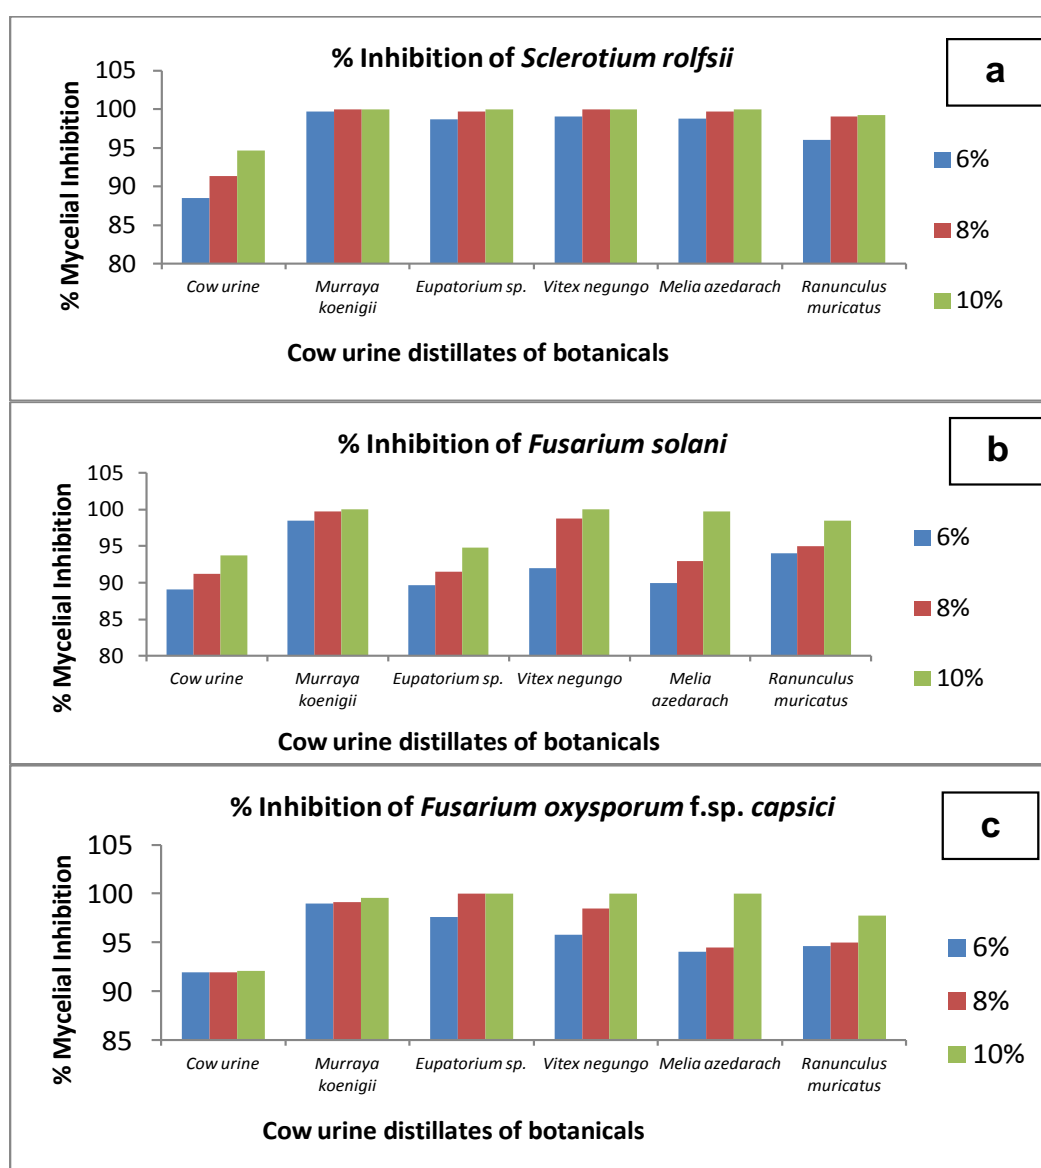 % Inhibition of Sclerotium rolfsii
a
% Mycelial Inhibition
105
100
95
90
85
80
Cow urine
Murraya
koenigii
Eupatorium sp.
Vitex negungo
Melia azedarach
Ranunculus
muricatus
Cow urine distillates of botanicals
6%
8%
10%
% Inhibition of Fusarium solani
b
% Mycelial Inhibition
105
100
95
90
85
80
Cow urine
Murraya
koenigii
Eupatorium sp.
Vitex negungo
Melia
azedarach
Ranunculus
muricatus
Cow urine distillates of botanicals
6%
8%
10%
% Inhibition of Fusarium oxysporum f.sp. capsici
c
% Mycelial Inhibition
105
100
95
90
85
Cow urine
Murraya
koenigii
Eupatorium sp.
Vitex negungo
Melia azedarach
Ranunculus
muricatus
Cow urine distillates of botanicals
6%
8%
10%